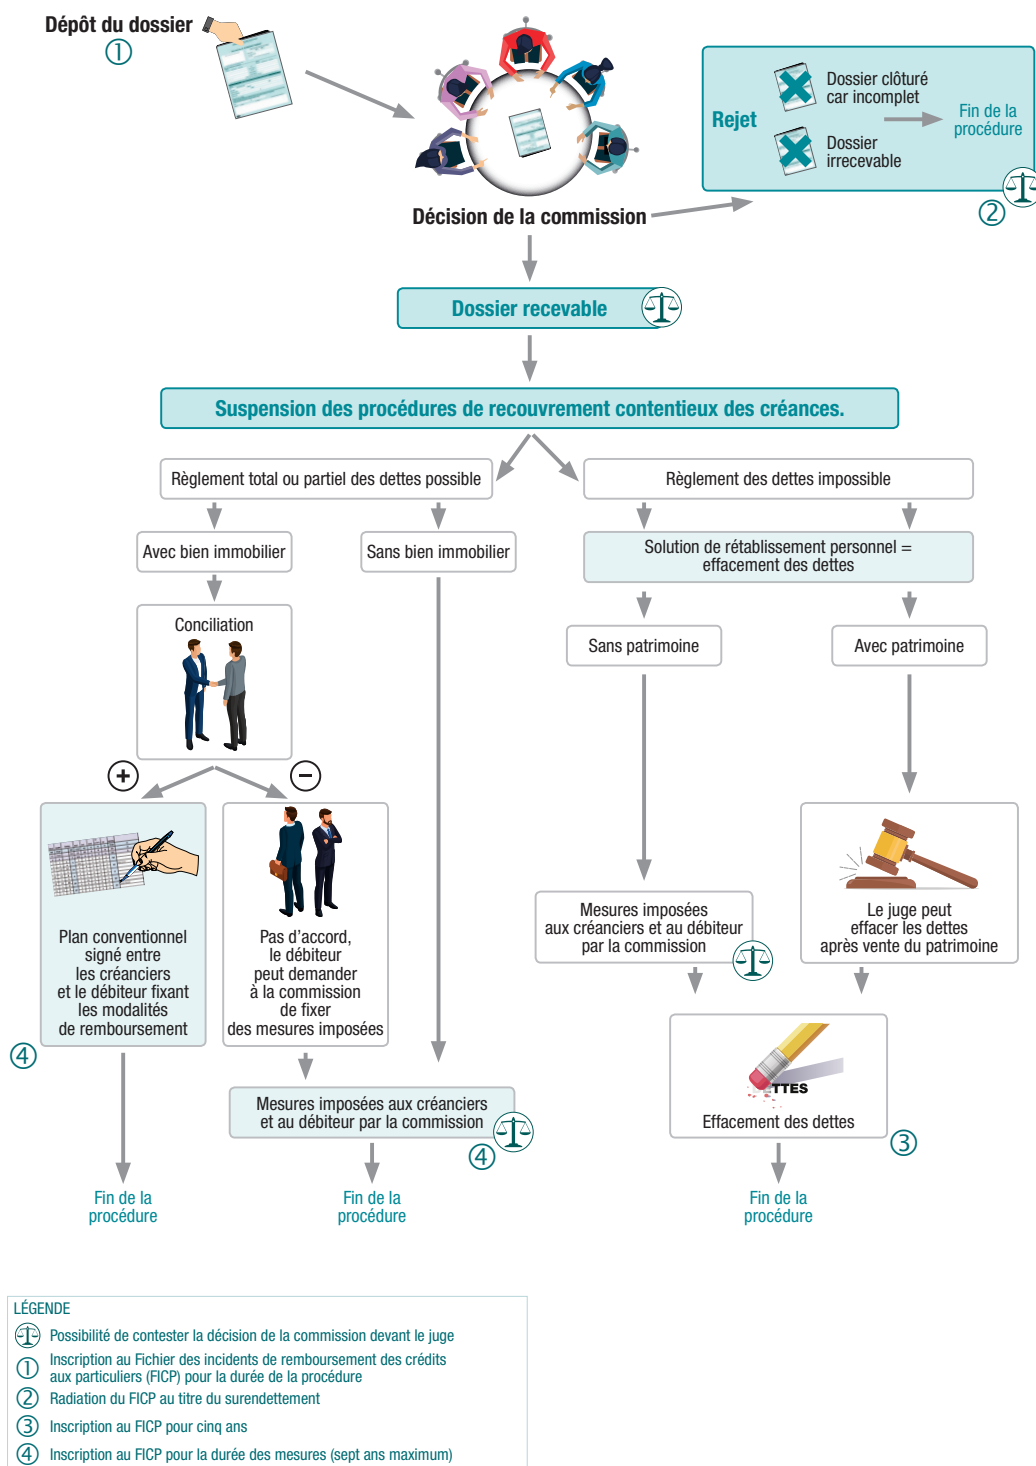 Dépôt du dossier
1
Dossier clôturé
car incomplet
Rejet
Dossier
irrecevable
Fin de la
procédure
2
Décision de la commission
Dossier recevable
Suspension des procédures de recouvrement contentieux des créances.
Règlement total ou partiel des dettes possible
Règlement des dettes impossible
Avec bien immobilier
Sans bien immobilier
Solution de rétablissement personnel =
effacement des dettes
Conciliation
Sans patrimoine
Avec patrimoine
+
−
Plan conventionnel
signé entre
les créanciers
et le débiteur fixant
les modalités
de remboursement
4
Pas d'accord,
le débiteur
peut demander
à la commission
de fixer
des mesures imposées
Mesures imposées
aux créanciers et au débiteur
par la commission
Le juge peut
effacer les dettes
après vente du patrimoine
Mesures imposées aux créanciers
et au débiteur par la commission
4
TTES
Effacement des dettes
3
Fin de la
procédure
Fin de la
procédure
Fin de la
procédure
LÉGENDE
Possibilité de contester la décision de la commission devant le juge
1 Inscription au Fichier des incidents de remboursement des crédits
aux particuliers (FICP) pour la durée de la procédure
2 Radiation du FICP au titre du surendettement
3 Inscription au FICP pour cinq ans
4 Inscription au FICP pour la durée des mesures (sept ans maximum)